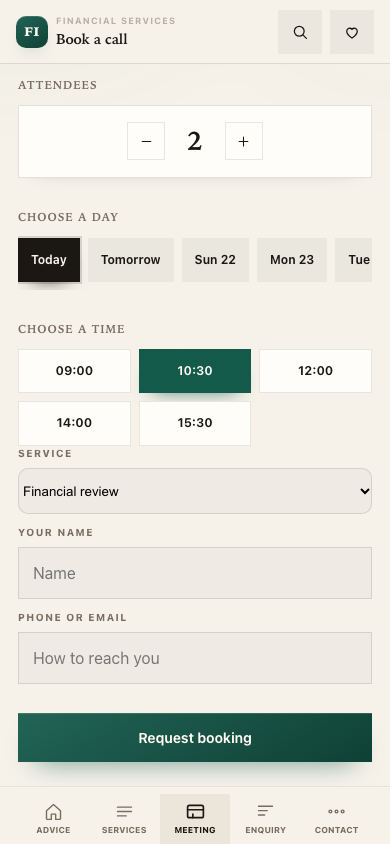 FI
FINANCIAL SERVICES
Book a call
ATTENDEES
− 2 +
CHOOSE A DAY
Today Tomorrow Sun 22 Mon 23 Tue
CHOOSE A TIME
09:00 10:30 12:00
14:00 15:30
SERVICE
Financial review
YOUR NAME
Name
PHONE OR EMAIL
How to reach you
Request booking
ADVICE SERVICES MEETING ENQUIRY CONTACT